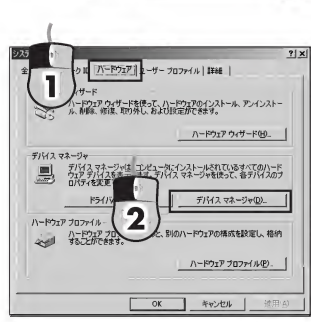 シス
? ×
全
ク ID
ハードウェア
ーザー プロファイル
詳細
1
ィザード
ハードウェア ウィザードを使って、ハードウェアのインストール、アンインストー
ル、削除、修復、取り外し、および設定ができます。
ハードウェア ウィザード(H)...
デバイス マネージャ
デバイス マネージャは コンピュータにインストールされているすべてのハード
ウェア デバイスを表 ます。デバイス マネージャを使って、各デバイスのプ
ロパティを変更
ドライバ
2
デバイス マネージャ(D)...
ハードウェア プロファイル
ハードウェア プロ と、別のハードウェアの構成を設定し、格納
することができます。
ハードウェア プロファイル(P)...
OK
キャンセル
適用(A)